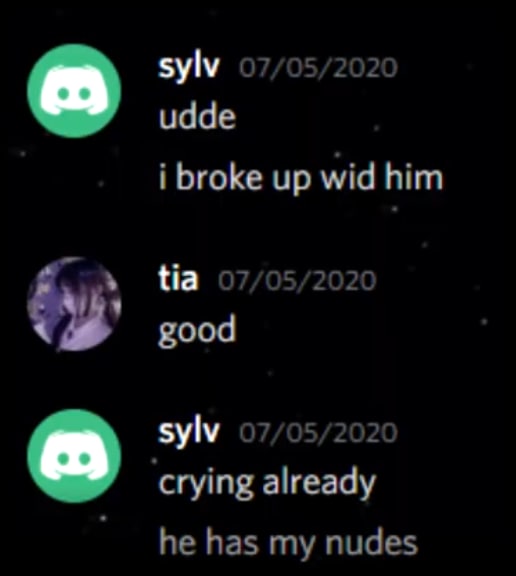 sylv 07/05/2020
udde
i broke up wid him
tia 07/05/2020
good
sylv 07/05/2020
crying already
he has my nudes